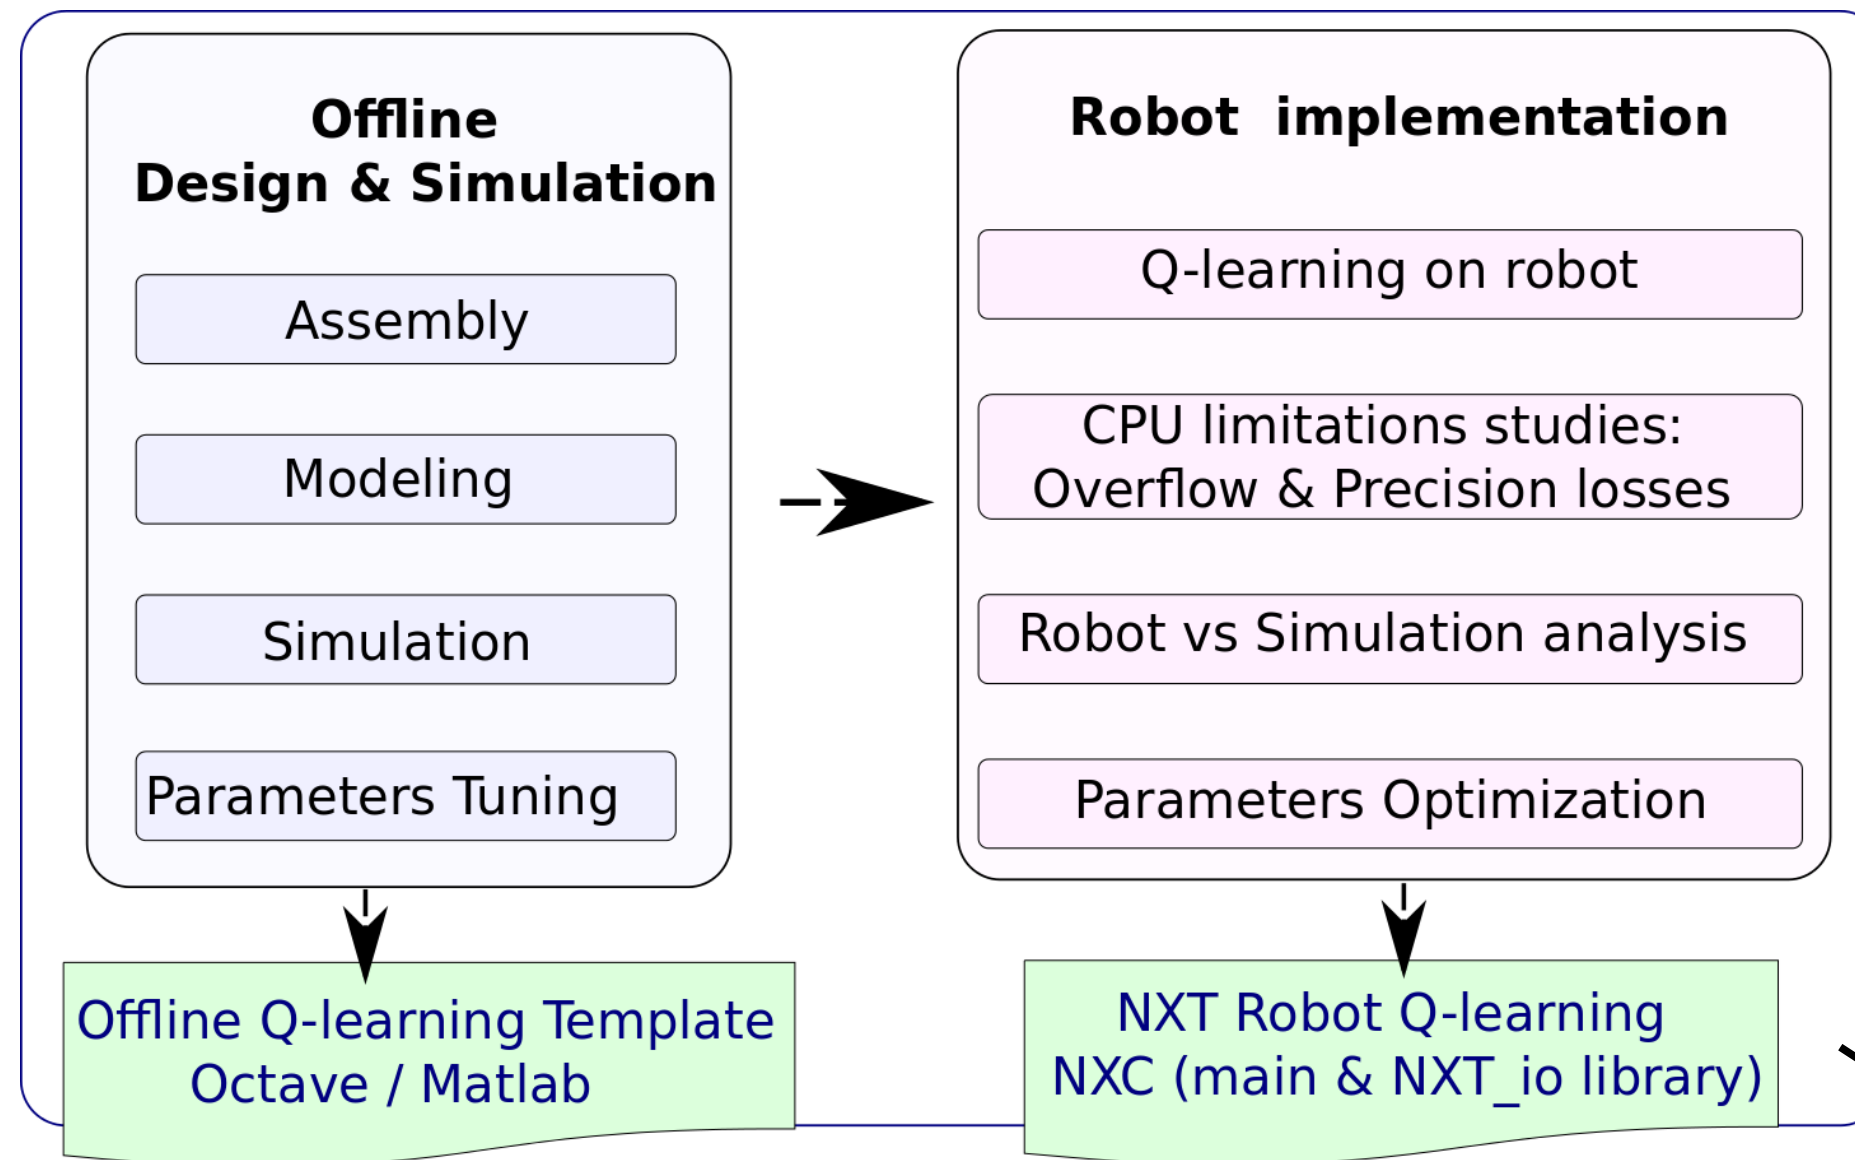 Offline
Design & Simulation
Assembly
Modeling
Simulation
Parameters Tuning
Offline Q-learning Template
Octave / Matlab
Robot implementation
Q-learning on robot
CPU limitations studies:
Overflow & Precision losses
Robot vs Simulation analysis
Parameters Optimization
NXT Robot Q-learning
NXC (main & NXT_io library)